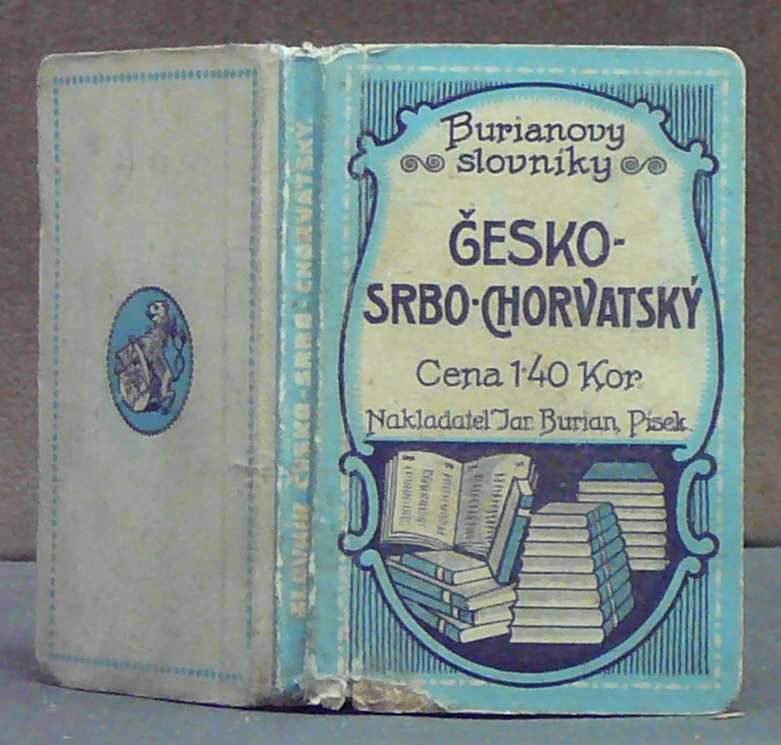 Burianovy
slovníky
ČESKO-
SRBO-CHORVATSKÝ
Cena 1·40 Kor
Nakladatel Jar. Burian, Písek.
SLOVNÍK ČESKO-SRBO-CHORVATSKÝ